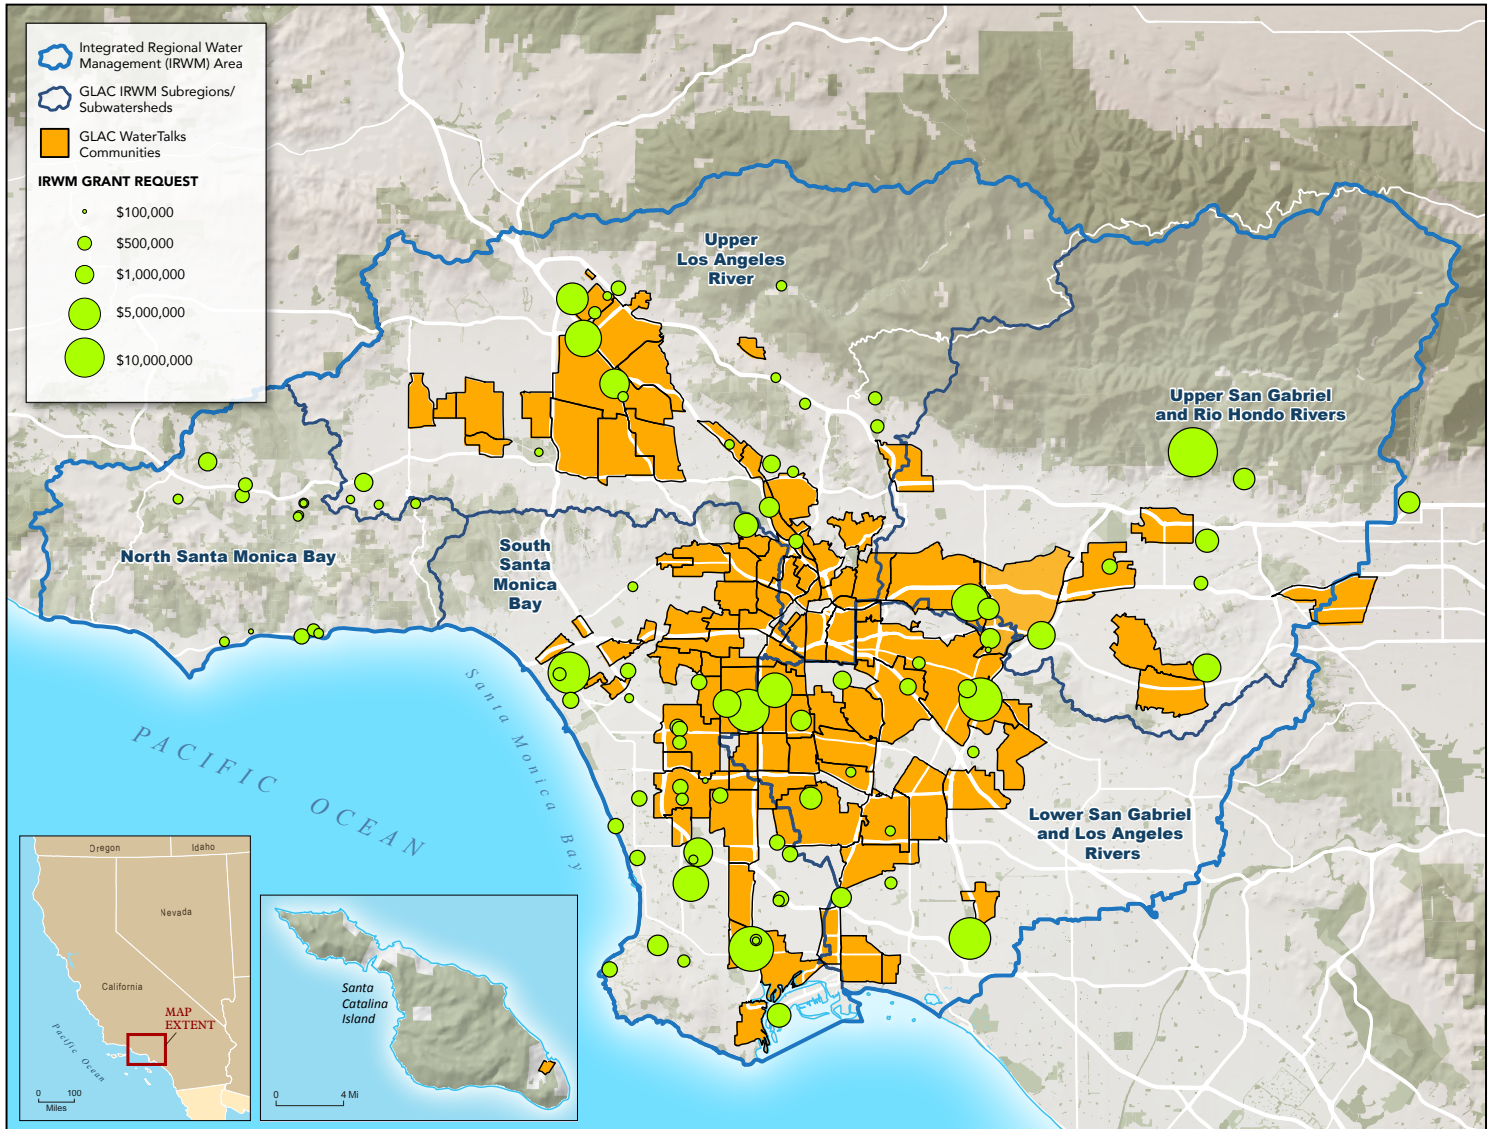 Integrated Regional Water
Management (IRWM) Area
GLAC IRWM Subregions/
Subwatersheds
GLAC WaterTalks
Communities
IRWM GRANT REQUEST
$100,000
$500,000
$1,000,000
$5,000,000
$10,000,000
Upper
Los Angeles
River
Upper San Gabriel
and Rio Hondo Rivers
North Santa Monica Bay
South
Santa
Monica
Bay
Lower San Gabriel
and Los Angeles
Rivers
Santa Monica Bay
PACIFIC OCEAN
Oregon
Idaho
Nevada
California
Pacific Ocean
MAP
EXTENT
0 100
Miles
Santa
Catalina
Island
0 4 Mi